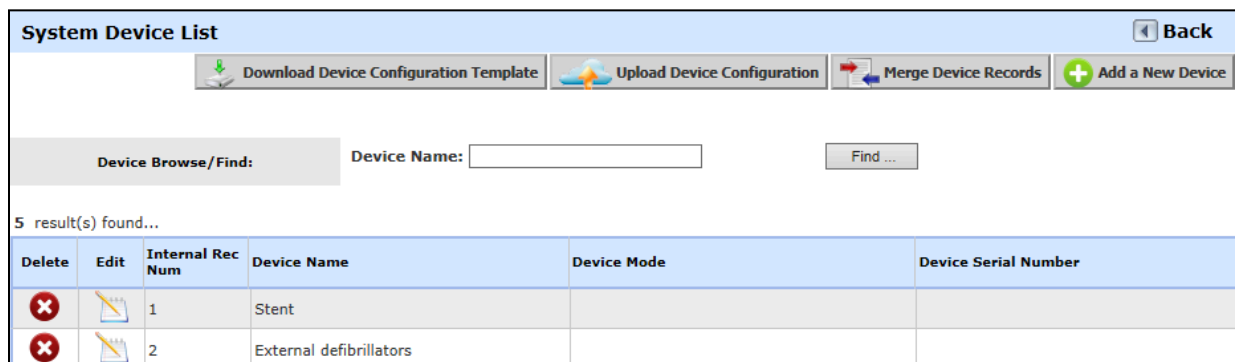 System Device List
Back
Download Device Configuration Template
Upload Device Configuration
Merge Device Records
Add a New Device
Device Browse/Find:
Device Name:
Find ...
5 result(s) found...
Delete Edit Internal Rec Num Device Name Device Mode Device Serial Number
1 Stent
2 External defibrillators